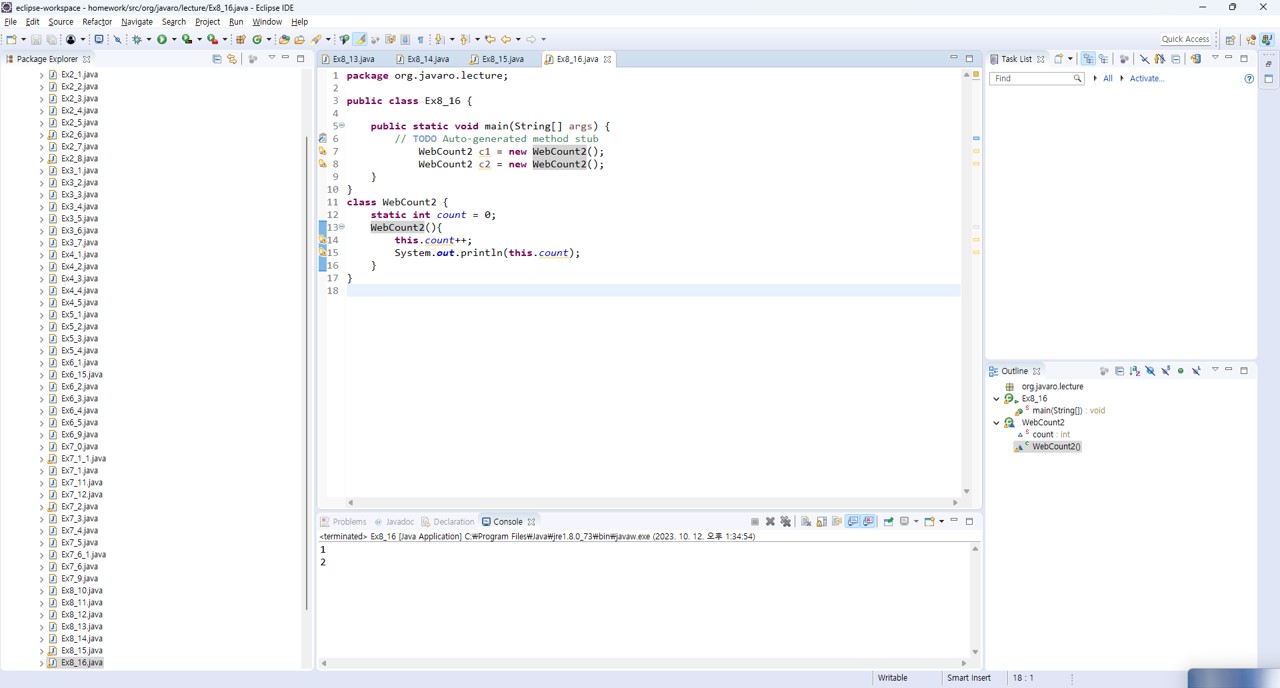 eclipse-workspace - homework/src/org/javaro/lecture/Ex8_16.java - Eclipse IDE
File Edit Source Refactor Navigate Search Project Run Window Help
Quick Access
Package Explorer
Ex2_1.java
Ex2_2.java
Ex2_3.java
Ex2_4.java
Ex2_5.java
Ex2_6.java
Ex2_7.java
Ex2_8.java
Ex3_1.java
Ex3_2.java
Ex3_3.java
Ex3_4.java
Ex3_5.java
Ex3_6.java
Ex3_7.java
Ex4_1.java
Ex4_2.java
Ex4_3.java
Ex4_4.java
Ex4_5.java
Ex5_1.java
Ex5_2.java
Ex5_3.java
Ex5_4.java
Ex6_1.java
Ex6_15.java
Ex6_2.java
Ex6_3.java
Ex6_4.java
Ex6_5.java
Ex6_9.java
Ex7_0.java
Ex7_1_1.java
Ex7_1.java
Ex7_11.java
Ex7_12.java
Ex7_2.java
Ex7_3.java
Ex7_4.java
Ex7_5.java
Ex7_6_1.java
Ex7_6.java
Ex7_9.java
Ex8_10.java
Ex8_11.java
Ex8_12.java
Ex8_13.java
Ex8_14.java
Ex8_15.java
Ex8_16.java
Ex8_13.java Ex8_14.java Ex8_15.java Ex8_16.java
1 package org.javaro.lecture;
2
3 public class Ex8_16 {
4
5 public static void main(String[] args) {
6 // TODO Auto-generated method stub
7 WebCount2 c1 = new WebCount2();
8 WebCount2 c2 = new WebCount2();
9 }
10 }
11 class WebCount2 {
12 static int count = 0;
13 WebCount2(){
14 this.count++;
15 System.out.println(this.count);
16 }
17 }
18
Problems Javadoc Declaration Console
<terminated> Ex8_16 [Java Application] C:₩Program Files₩Java₩jre1.8.0_73₩bin₩javaw.exe (2023. 10. 12. 오후 1:34:54)
1
2
Task List
Find All Activate...
Outline
org.javaro.lecture
Ex8_16
main(String[]) : void
WebCount2
count : int
WebCount2()
Writable Smart Insert 18 : 1